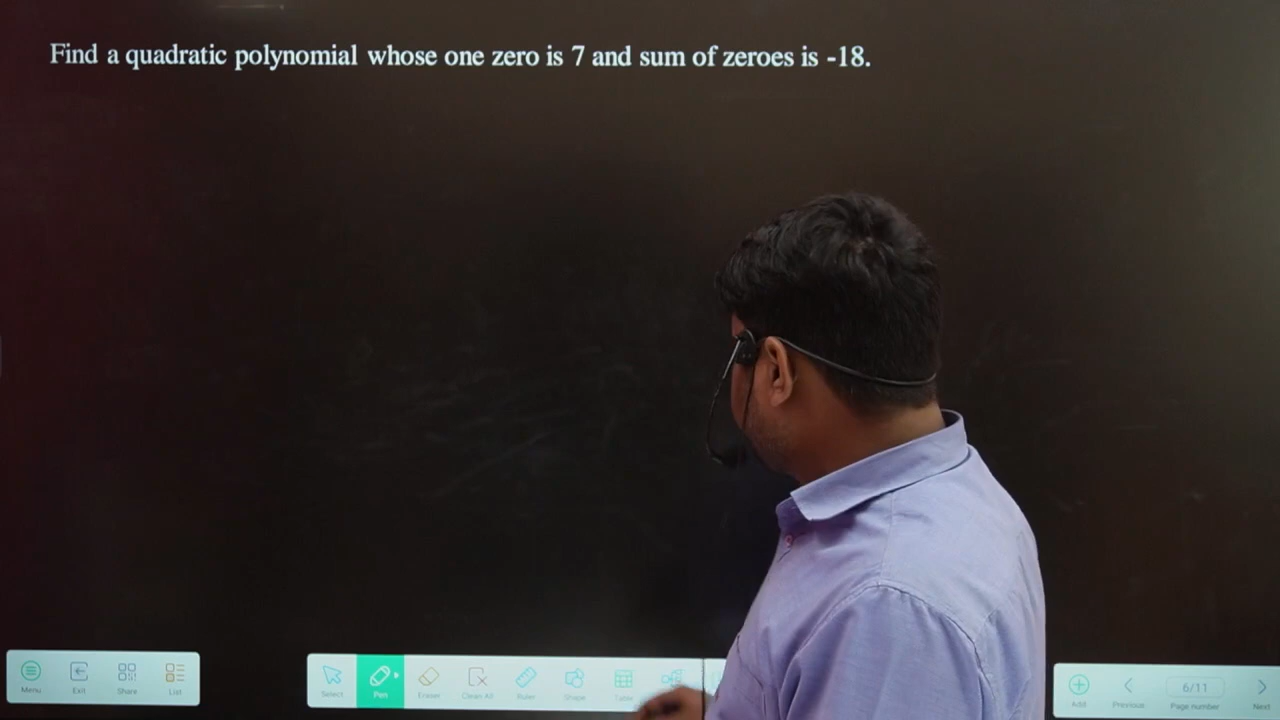 Find a quadratic polynomial whose one zero is 7 and sum of zeroes is -18.
Menu
Exit
Share
List
Select
Pen
Eraser
Clean All
Ruler
Shape
Table
Add
Previous
6/11
Page number
Next